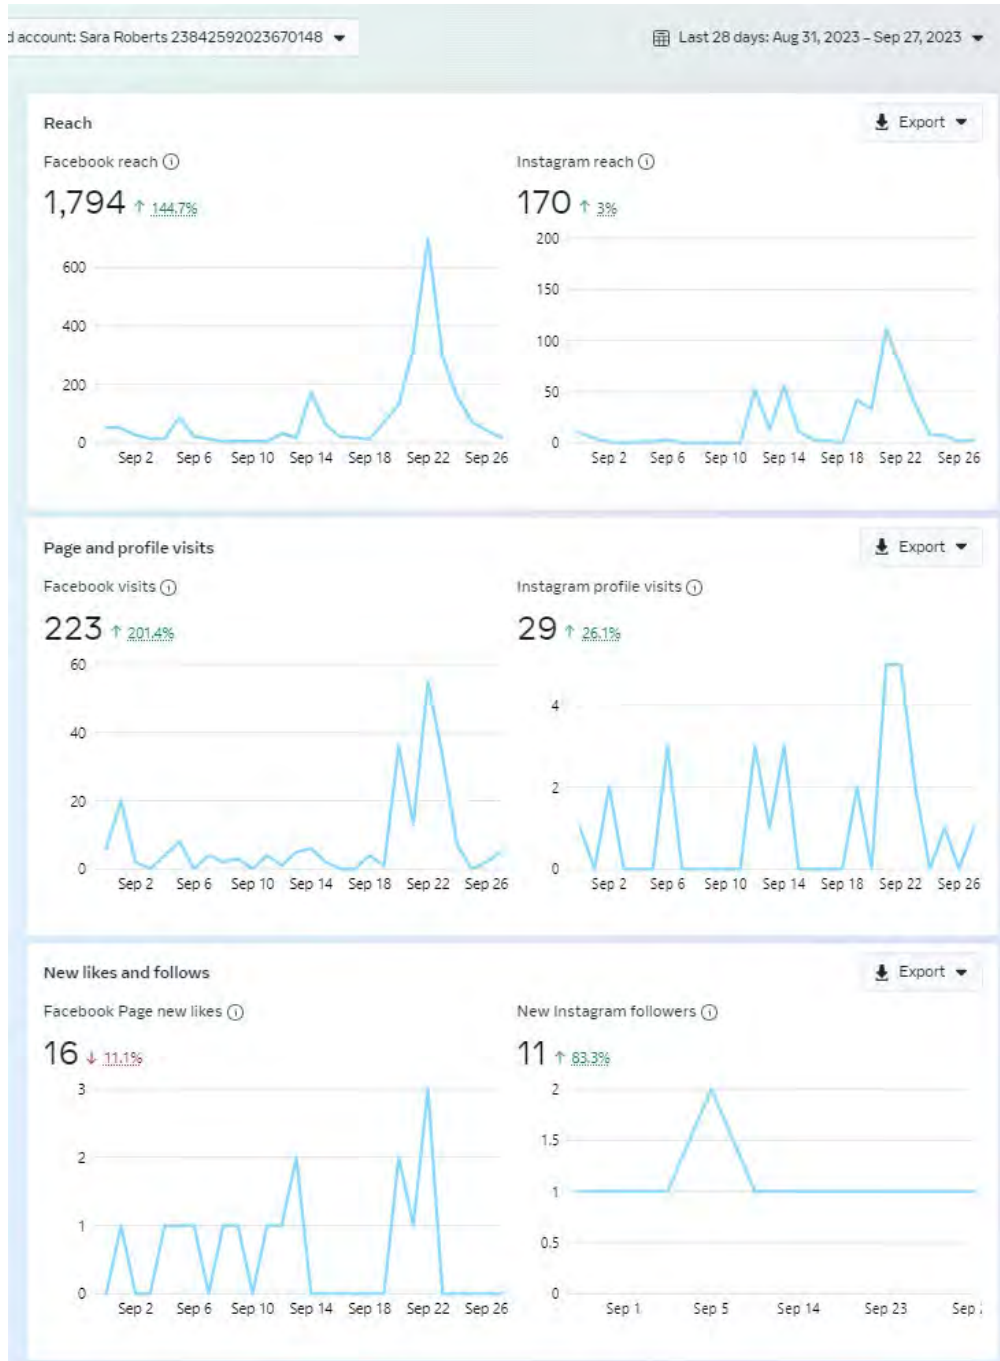 d account: Sara Roberts 23842592023670148
Last 28 days: Aug 31, 2023 – Sep 27, 2023
Reach
Export
Facebook reach
Instagram reach
1,794 ↑ 144.7%
170 ↑ 3%
600
400
200
0
Sep 2 Sep 6 Sep 10 Sep 14 Sep 18 Sep 22 Sep 26
200
150
100
50
0
Sep 2 Sep 6 Sep 10 Sep 14 Sep 18 Sep 22 Sep 26
Page and profile visits
Export
Facebook visits
Instagram profile visits
223 ↑ 201.4%
29 ↑ 26.1%
60
40
20
0
Sep 2 Sep 6 Sep 10 Sep 14 Sep 18 Sep 22 Sep 26
4
2
0
Sep 2 Sep 6 Sep 10 Sep 14 Sep 18 Sep 22 Sep 26
New likes and follows
Export
Facebook Page new likes
New Instagram followers
16 ↓ 11.1%
11 ↑ 83.3%
3
2
1
0
Sep 2 Sep 6 Sep 10 Sep 14 Sep 18 Sep 22 Sep 26
2
1.5
1
0.5
0
Sep 1 Sep 5 Sep 14 Sep 23 Sep